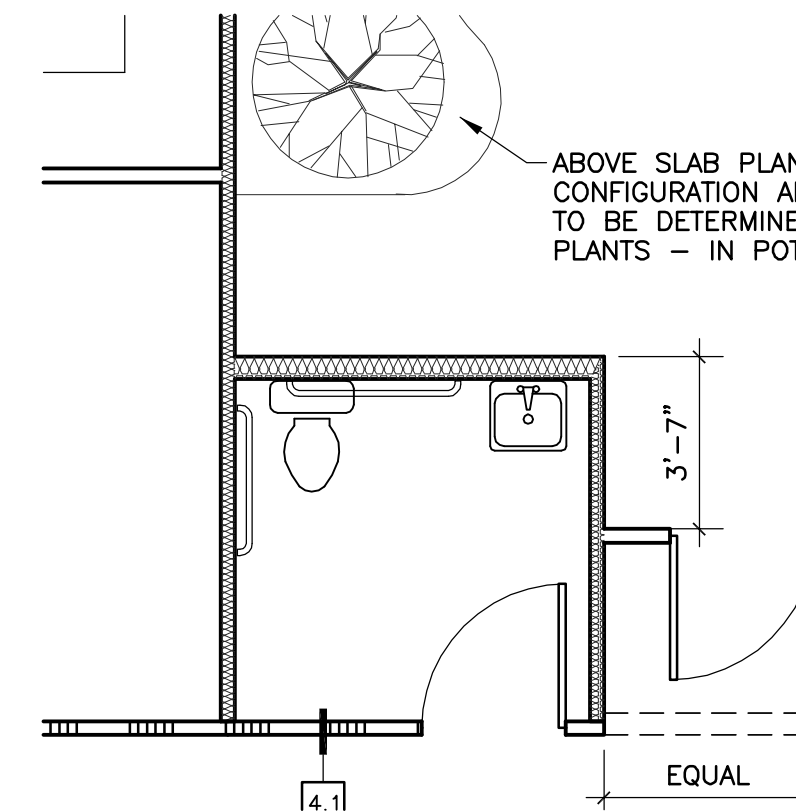 ABOVE SLAB PLAN
CONFIGURATION A
TO BE DETERMINE
PLANTS – IN POT
3'-7"
EQUAL
4.1